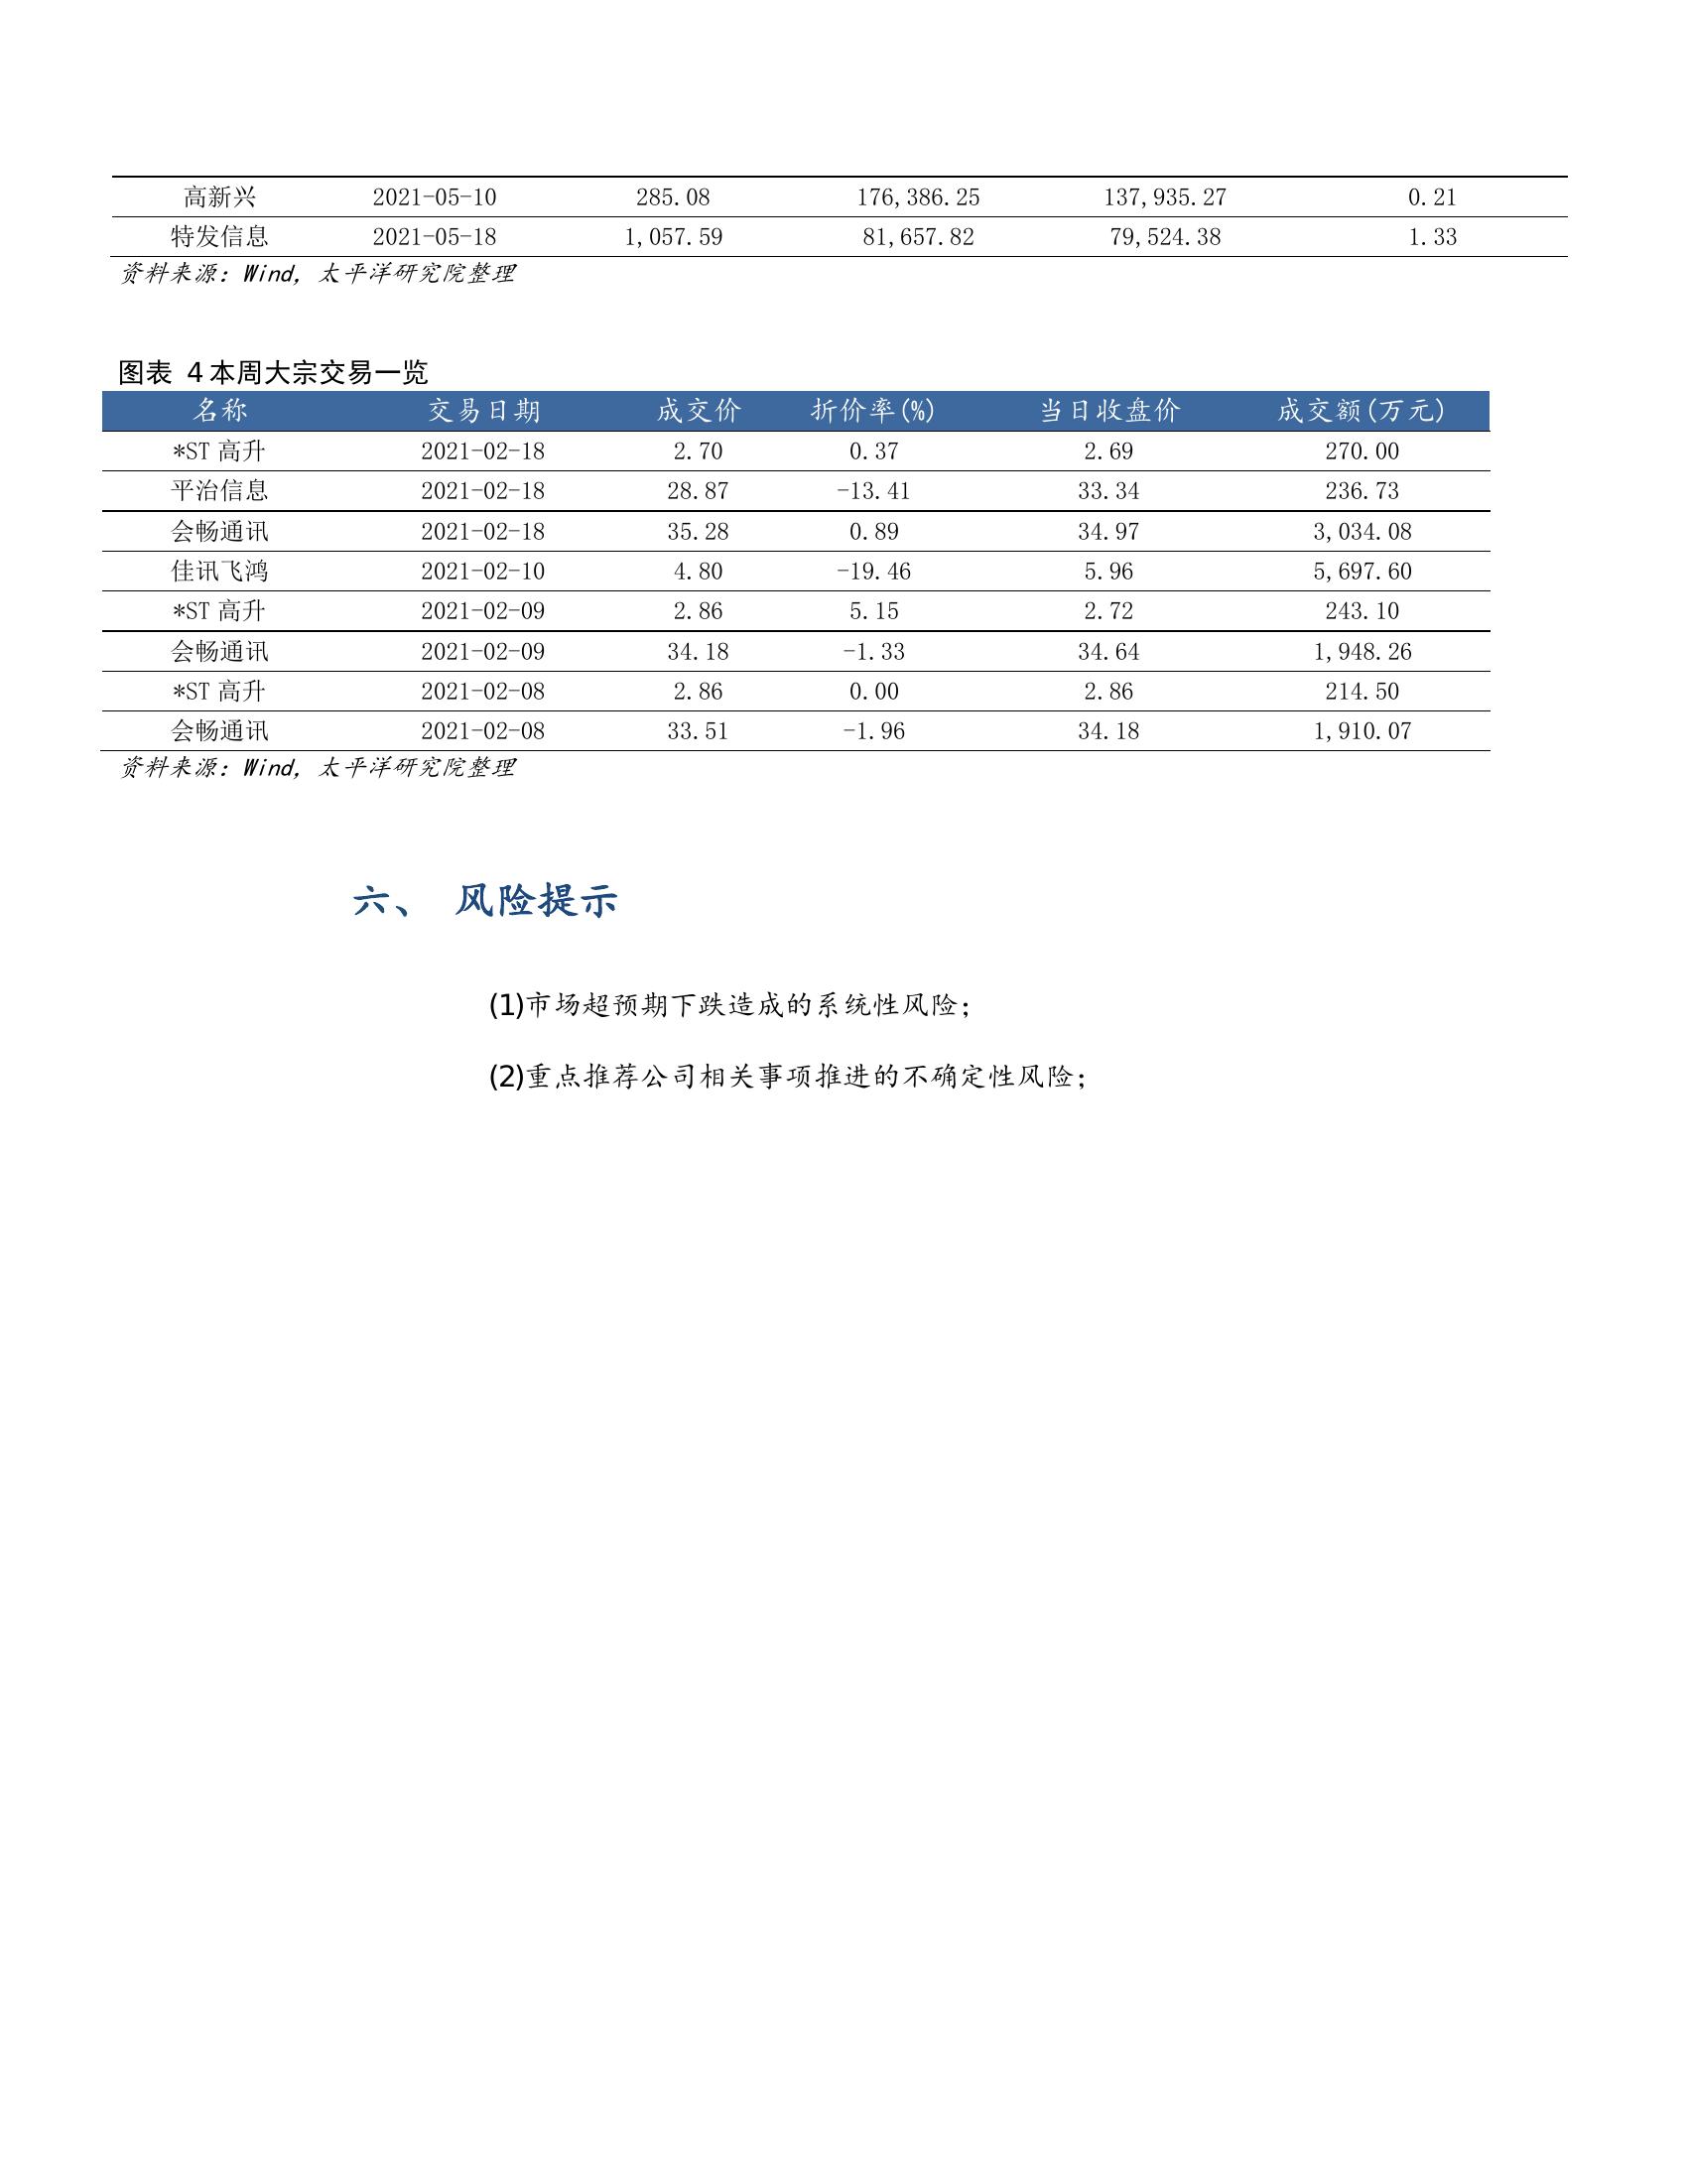 高新兴 2021-05-10 285.08 176,386.25 137,935.27 0.21
特发信息 2021-05-18 1,057.59 81,657.82 79,524.38 1.33
资料来源：Wind，太平洋研究院整理
图表 4 本周大宗交易一览
名称 交易日期 成交价 折价率(%) 当日收盘价 成交额(万元)
*ST 高升 2021-02-18 2.70 0.37 2.69 270.00
平治信息 2021-02-18 28.87 -13.41 33.34 236.73
会畅通讯 2021-02-18 35.28 0.89 34.97 3,034.08
佳讯飞鸿 2021-02-10 4.80 -19.46 5.96 5,697.60
*ST 高升 2021-02-09 2.86 5.15 2.72 243.10
会畅通讯 2021-02-09 34.18 -1.33 34.64 1,948.26
*ST 高升 2021-02-08 2.86 0.00 2.86 214.50
会畅通讯 2021-02-08 33.51 -1.96 34.18 1,910.07
资料来源：Wind，太平洋研究院整理
六、 风险提示
(1)市场超预期下跌造成的系统性风险；
(2)重点推荐公司相关事项推进的不确定性风险；